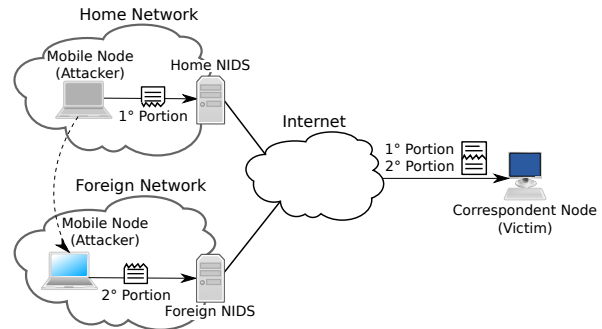 Home Network
Mobile Node
(Attacker)
Home NIDS
1° Portion
Internet
1° Portion
2° Portion
Correspondent Node
(Victim)
Foreign Network
Mobile Node
(Attacker)
2° Portion
Foreign NIDS